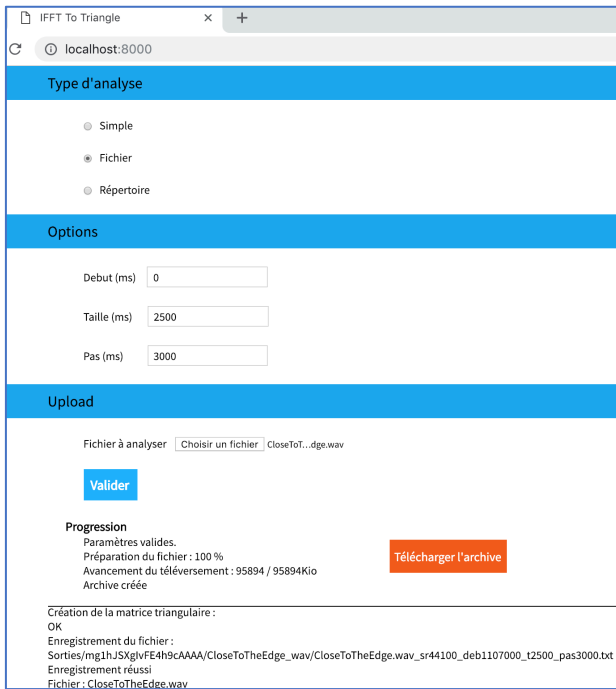 IFFT To Triangle × +
localhost:8000
Type d'analyse
Simple
Fichier
Répertoire
Options
Debut (ms) 0
Taille (ms) 2500
Pas (ms) 3000
Upload
Fichier à analyser Choisir un fichier CloseToT...dge.wav
Valider
Progression
Paramètres valides.
Préparation du fichier : 100 %
Avancement du téléversement : 95894 / 95894Kio
Archive créée
Télécharger l'archive
Création de la matrice triangulaire :
OK
Enregistrement du fichier :
Sorties/mg1hJSXgIvFE4h9cAAAA/CloseToTheEdge_wav/CloseToTheEdge.wav_sr44100_deb1107000_t2500_pas3000.txt
Enregistrement réussi
Fichier : CloseToTheEdge.wav